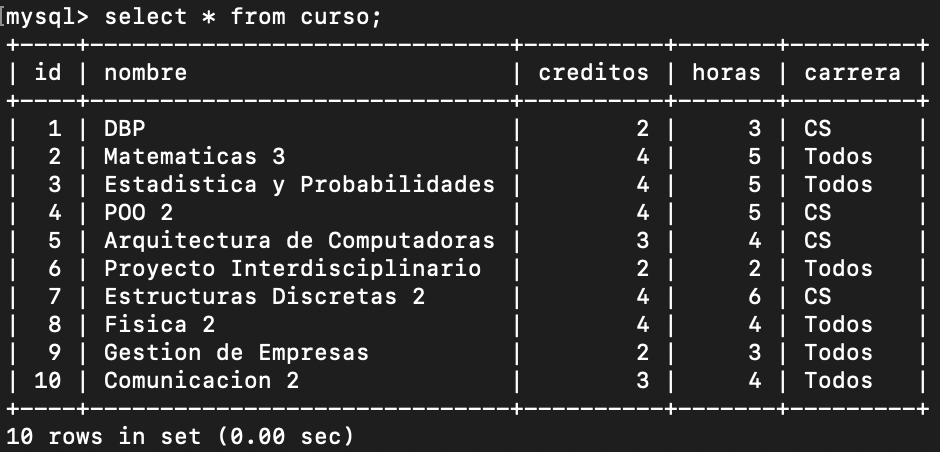 [mysql> select * from curso;
+----+------------------------------+-----------+-------+---------+
| id | nombre                       | creditos | horas | carrera |
+----+------------------------------+-----------+-------+---------+
| 1 | DBP                          | 2 | 3 | CS |
| 2 | Matematicas 3                | 4 | 5 | Todos |
| 3 | Estadistica y Probabilidades | 4 | 5 | Todos |
| 4 | POO 2                        | 4 | 5 | CS |
| 5 | Arquitectura de Computadoras | 3 | 4 | CS |
| 6 | Proyecto Interdisciplinario  | 2 | 2 | Todos |
| 7 | Estructuras Discretas 2      | 4 | 6 | CS |
| 8 | Fisica 2                     | 4 | 4 | Todos |
| 9 | Gestion de Empresas          | 2 | 3 | Todos |
| 10 | Comunicacion 2              | 3 | 4 | Todos |
+----+------------------------------+-----------+-------+---------+
10 rows in set (0.00 sec)